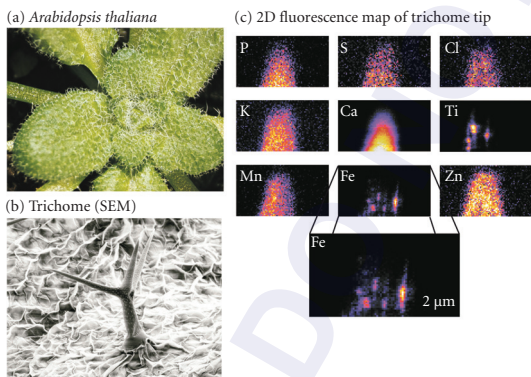 (a) Arabidopsis thaliana
(b) Trichome (SEM)
(c) 2D fluorescence map of trichome tip
P
S
Cl
K
Ca
Ti
Mn
Fe
Zn
Fe
2 µm